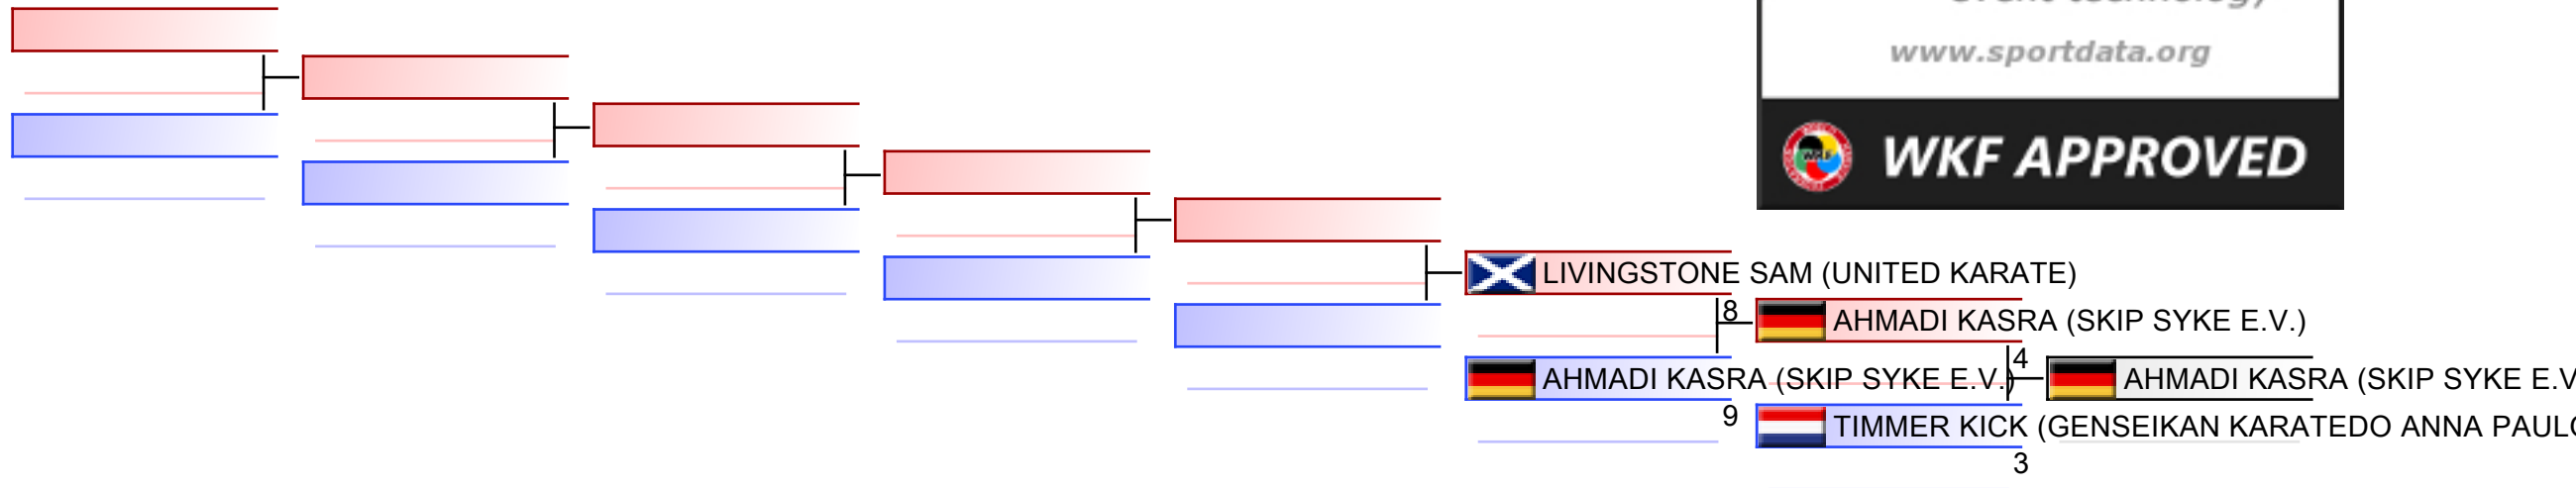 www.sportdata.org
WKF APPROVED
LIVINGSTONE SAM (UNITED KARATE)
8
AHMADI KASRA (SKIP SYKE E.V.)
4
AHMADI KASRA (SKIP SYKE E.V.)
AHMADI KASRA (SKIP SYKE E.V
9
TIMMER KICK (GENSEIKAN KARATEDO ANNA PAULO
3